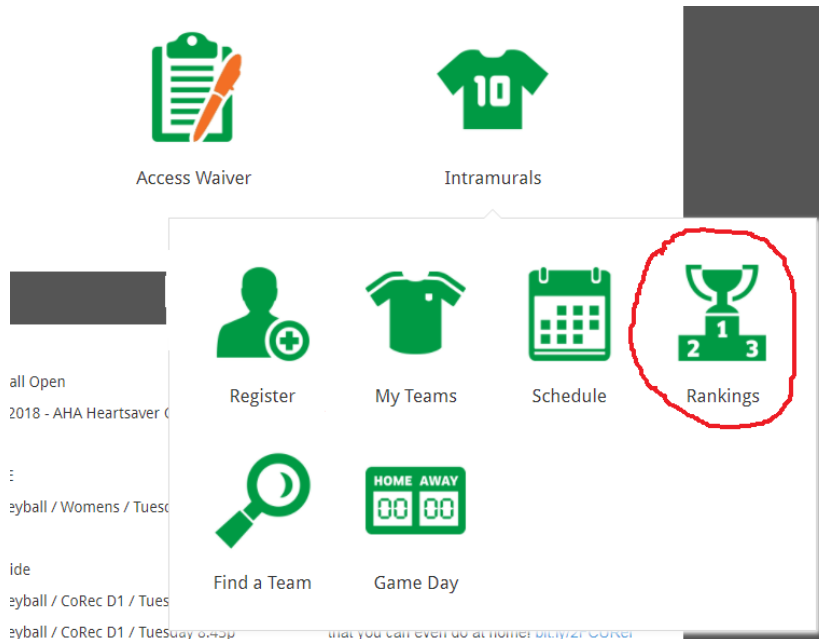 Access Waiver
Intramurals
10
Register
My Teams
Schedule
Rankings
1
2 3
Find a Team
Game Day
HOME AWAY
00 00
all Open
2018 - AHA Heartsaver
eyball / Womens / Tuesd
ide
eyball / CoRec D1 / Tues
eyball / CoRec D1 / Tuesday 8:45p
that you can even do at home!